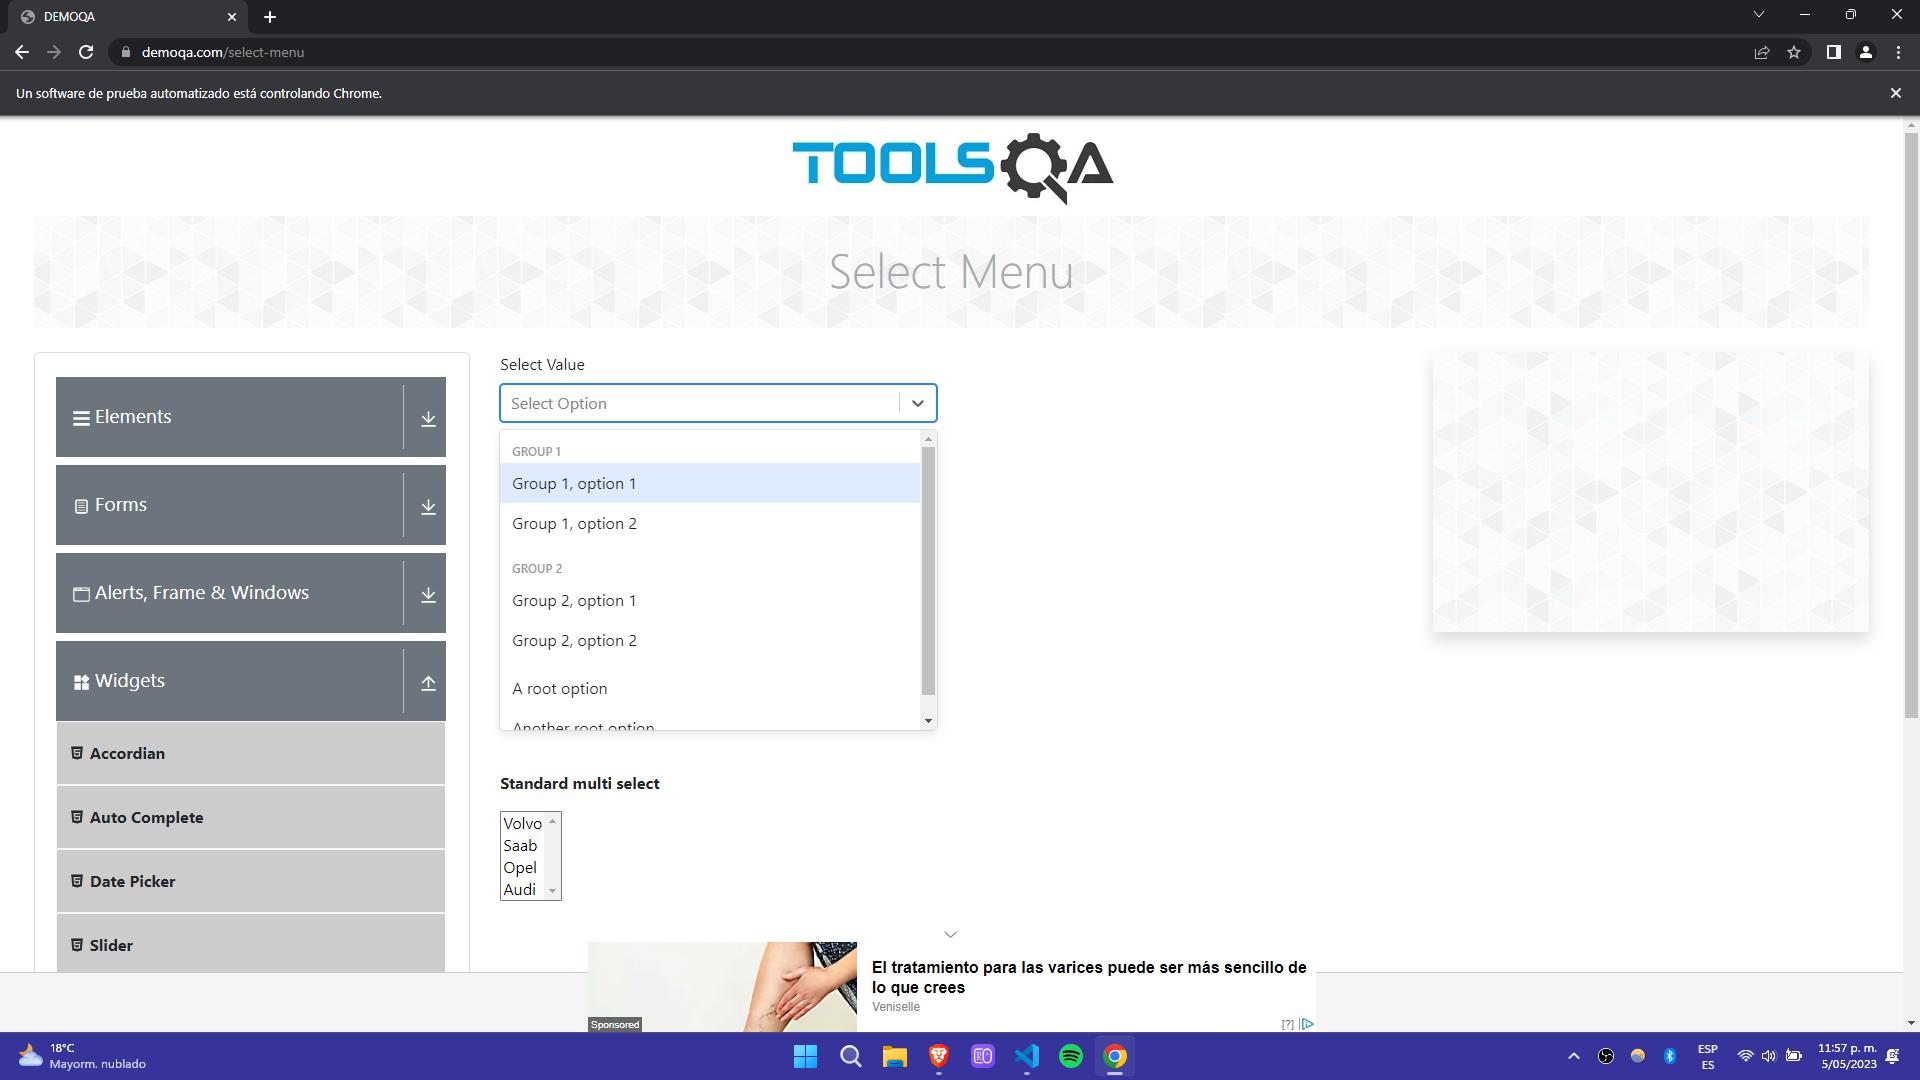 DEMOQA
demoqa.com/select-menu
Un software de prueba automatizado está controlando Chrome.
TOOLSQA
Select Menu
Elements
Forms
Alerts, Frame & Windows
Widgets
Accordian
Auto Complete
Date Picker
Slider
Select Value
Select Option
GROUP 1
Group 1, option 1
Group 1, option 2
GROUP 2
Group 2, option 1
Group 2, option 2
A root option
Another root option
Standard multi select
Volvo
Saab
Opel
Audi
El tratamiento para las varices puede ser más sencillo de
lo que crees
Veniselle
Sponsored
[?]
18°C
Mayorm. nublado
ESP
ES
11:57 p. m.
5/05/2023